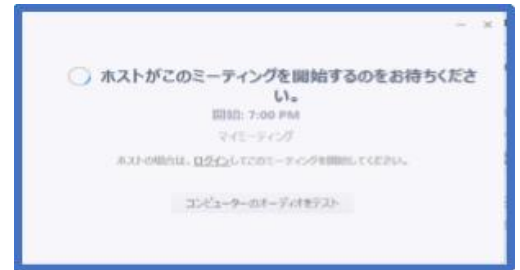 ホストがこのミーティングを開始するのをお待ちくださ
い。
開始: 7:00 PM
マイミーティング
ホストの場合は、ログインしてこのミーティングを開始してください。
コンピューターのオーディオをテスト